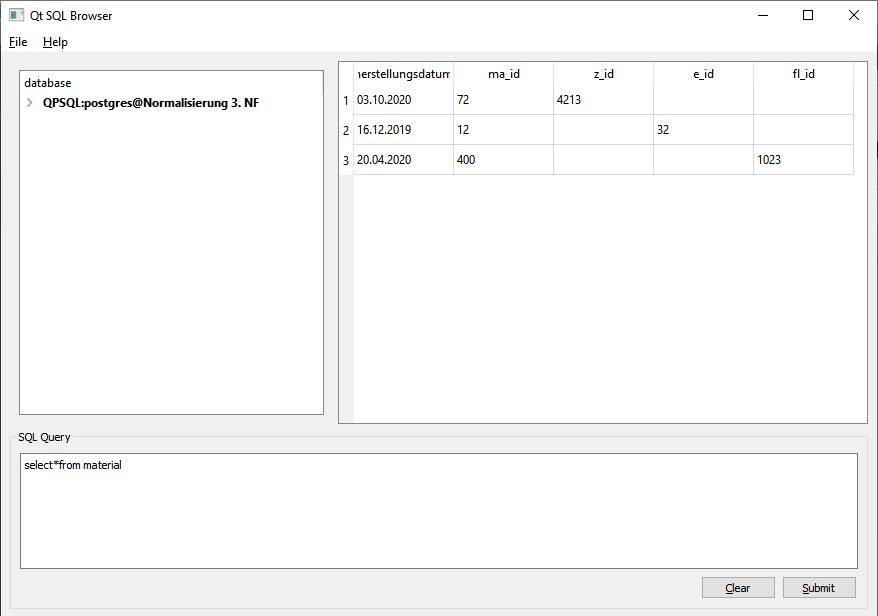 Qt SQL Browser
File Help
database
QPSQL:postgres@Normalisierung 3. NF
herstellungsdatum ma_id z_id e_id fl_id
1 03.10.2020 72 4213
2 16.12.2019 12 32
3 20.04.2020 400 1023
SQL Query
select*from material
Clear Submit